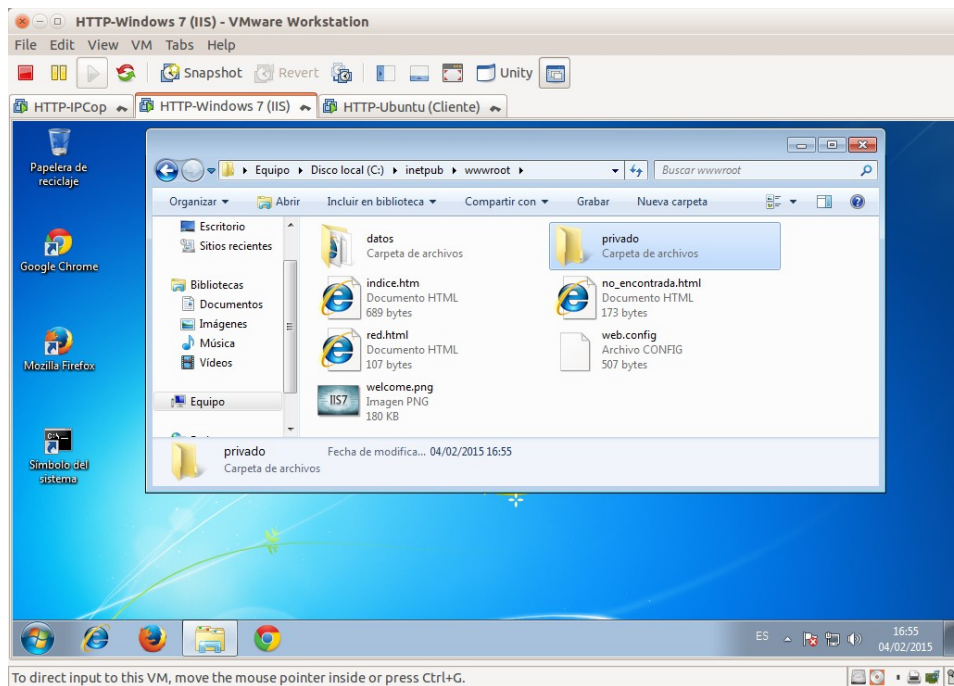 HTTP-Windows 7 (IIS) - VMware Workstation
File Edit View VM Tabs Help
Snapshot Revert Unity
HTTP-IPCop HTTP-Windows 7 (IIS) HTTP-Ubuntu (Cliente)
Papelera de
reciclaje
Google Chrome
Mozilla Firefox
C:\_
Símbolo del
sistema
Equipo Disco local (C:) inetpub wwwroot Buscar wwwroot
Organizar Abrir Incluir en biblioteca Compartir con Grabar Nueva carpeta
Escritorio
Sitios recientes
Bibliotecas
Documentos
Imágenes
Música
Vídeos
Equipo
datos
Carpeta de archivos
privado
Carpeta de archivos
indice.htm
Documento HTML
689 bytes
no_encontrada.html
Documento HTML
173 bytes
red.html
Documento HTML
107 bytes
web.config
Archivo CONFIG
507 bytes
IIS7
welcome.png
Imagen PNG
180 KB
privado Fecha de modifica... 04/02/2015 16:55
Carpeta de archivos
ES
16:55
04/02/2015
To direct input to this VM, move the mouse pointer inside or press Ctrl+G.